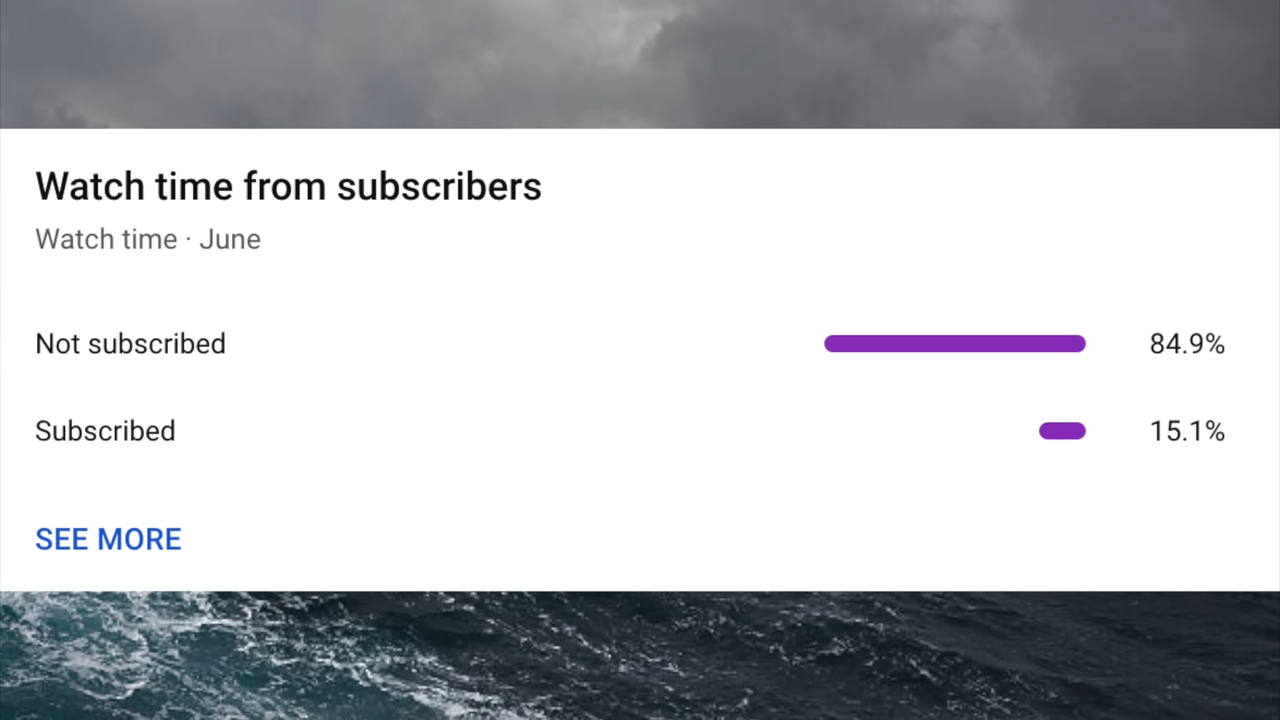 Watch time from subscribers
Watch time · June
Not subscribed 84.9%
Subscribed 15.1%
SEE MORE